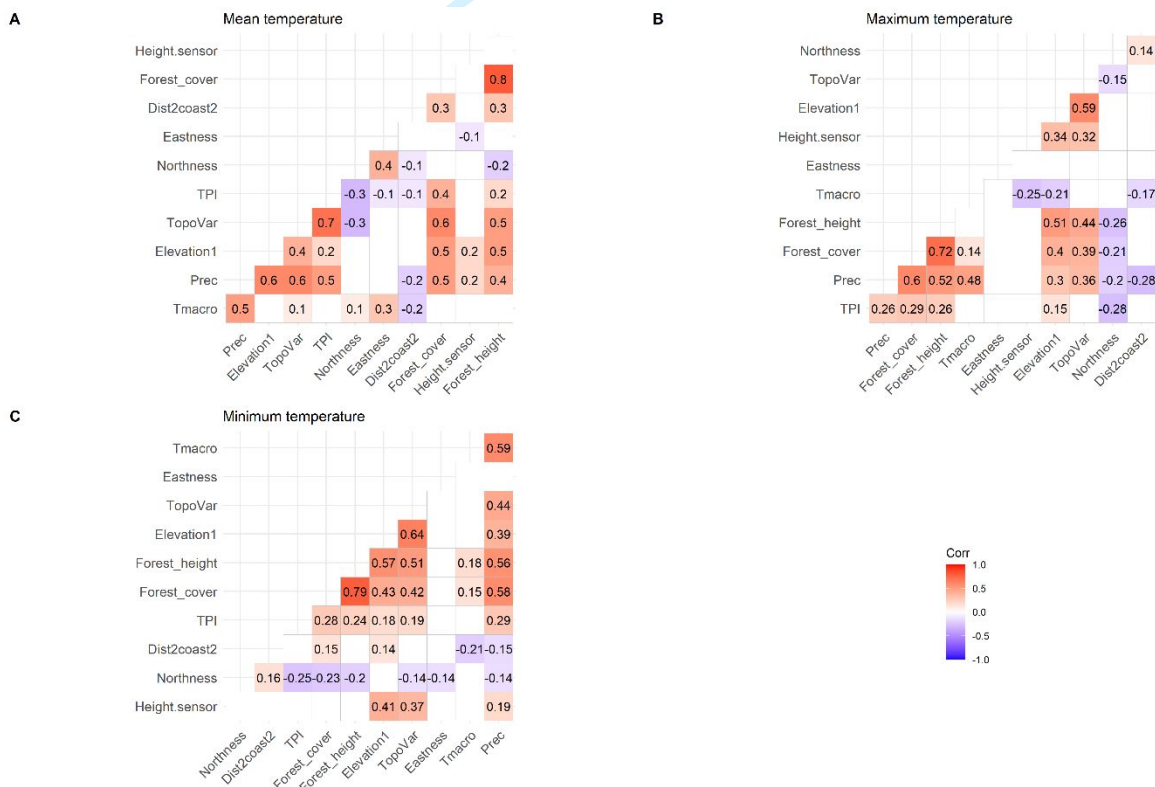 A
Mean temperature
Height.sensor
Forest_cover 0.8
Dist2coast2 0.3 0.3
Eastness -0.1
Northness 0.4 -0.1 -0.2
TPI -0.3 -0.1 -0.1 0.4 0.2
TopoVar 0.7 -0.3 0.6 0.5
Elevation1 0.4 0.2 0.5 0.2 0.5
Prec 0.6 0.6 0.5 -0.2 0.5 0.2 0.4
Tmacro 0.5 0.1 0.1 0.3 -0.2
Prec Elevation1 TopoVar TPI Northness Eastness Dist2coast2 Forest_cover Height.sensor Forest_height
B
Maximum temperature
Northness 0.14
TopoVar -0.15
Elevation1 0.59
Height.sensor 0.34 0.32
Eastness
Tmacro -0.25 -0.21 -0.17
Forest_height 0.51 0.44 -0.26
Forest_cover 0.72 0.14 0.4 0.39 -0.21
Prec 0.6 0.52 0.48 0.3 0.36 -0.2 -0.28
TPI 0.26 0.29 0.26 0.15 -0.28
Prec Forest_cover Forest_height Tmacro Eastness Height.sensor Elevation1 TopoVar Northness Dist2coast2
C
Minimum temperature
Tmacro 0.59
Eastness
TopoVar 0.44
Elevation1 0.64 0.39
Forest_height 0.57 0.51 0.18 0.56
Forest_cover 0.79 0.43 0.42 0.15 0.58
TPI 0.28 0.24 0.18 0.19 0.29
Dist2coast2 0.15 0.14 -0.21 -0.15
Northness 0.16 -0.25 -0.23 -0.2 -0.14 -0.14 -0.14
Height.sensor 0.41 0.37 0.19
Northness Dist2coast2 TPI Forest_cover Forest_height Elevation1 TopoVar Eastness Tmacro Prec
Corr
1.0
0.5
0.0
-0.5
-1.0